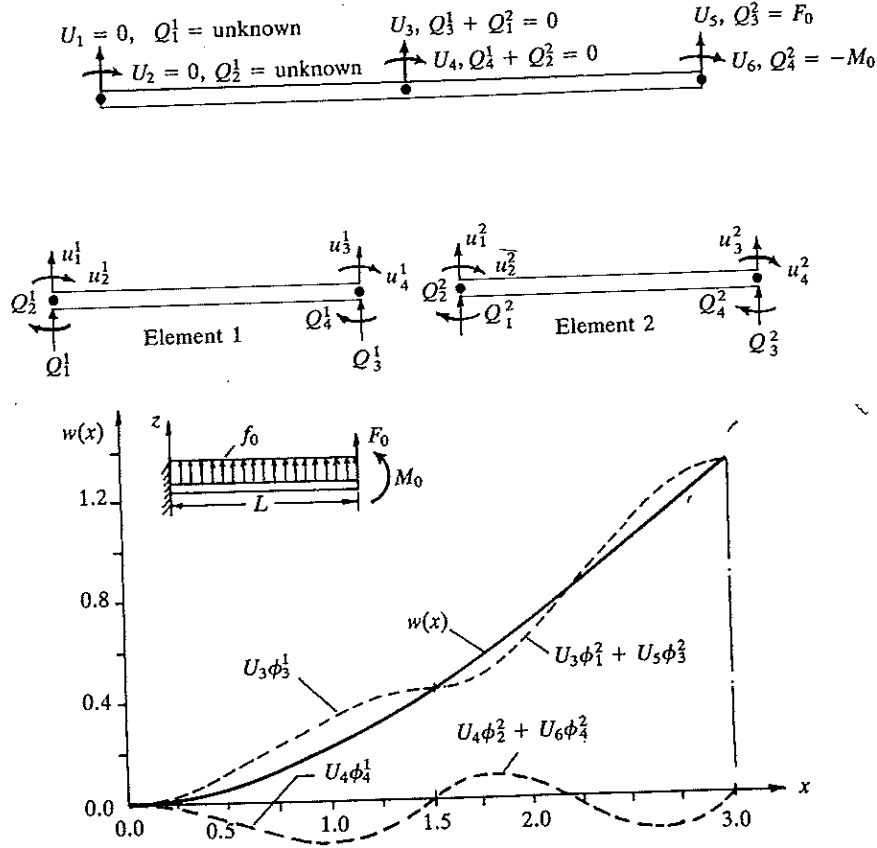 U₁ = 0, Q₁¹ = unknown
U₃, Q₃¹ + Q₁² = 0
U₅, Q₃² = F₀
U₂ = 0, Q₂¹ = unknown
U₄, Q₄¹ + Q₂² = 0
U₆, Q₄² = −M₀
u₁¹
u₂¹
u₃¹
u₄¹
Q₂¹
Q₄¹
Element 1
Q₁¹
Q₃¹
u₁²
u₂²
u₃²
u₄²
Q₂²
Q₁²
Q₄²
Element 2
Q₃²
w(x)
z
f₀
F₀
M₀
L
1.2
0.8
0.4
0.0
w(x)
U₃ϕ₃¹
U₃ϕ₁² + U₅ϕ₃²
U₄ϕ₂² + U₆ϕ₄²
U₄ϕ₄¹
x
0.0 0.5 1.0 1.5 2.0 3.0